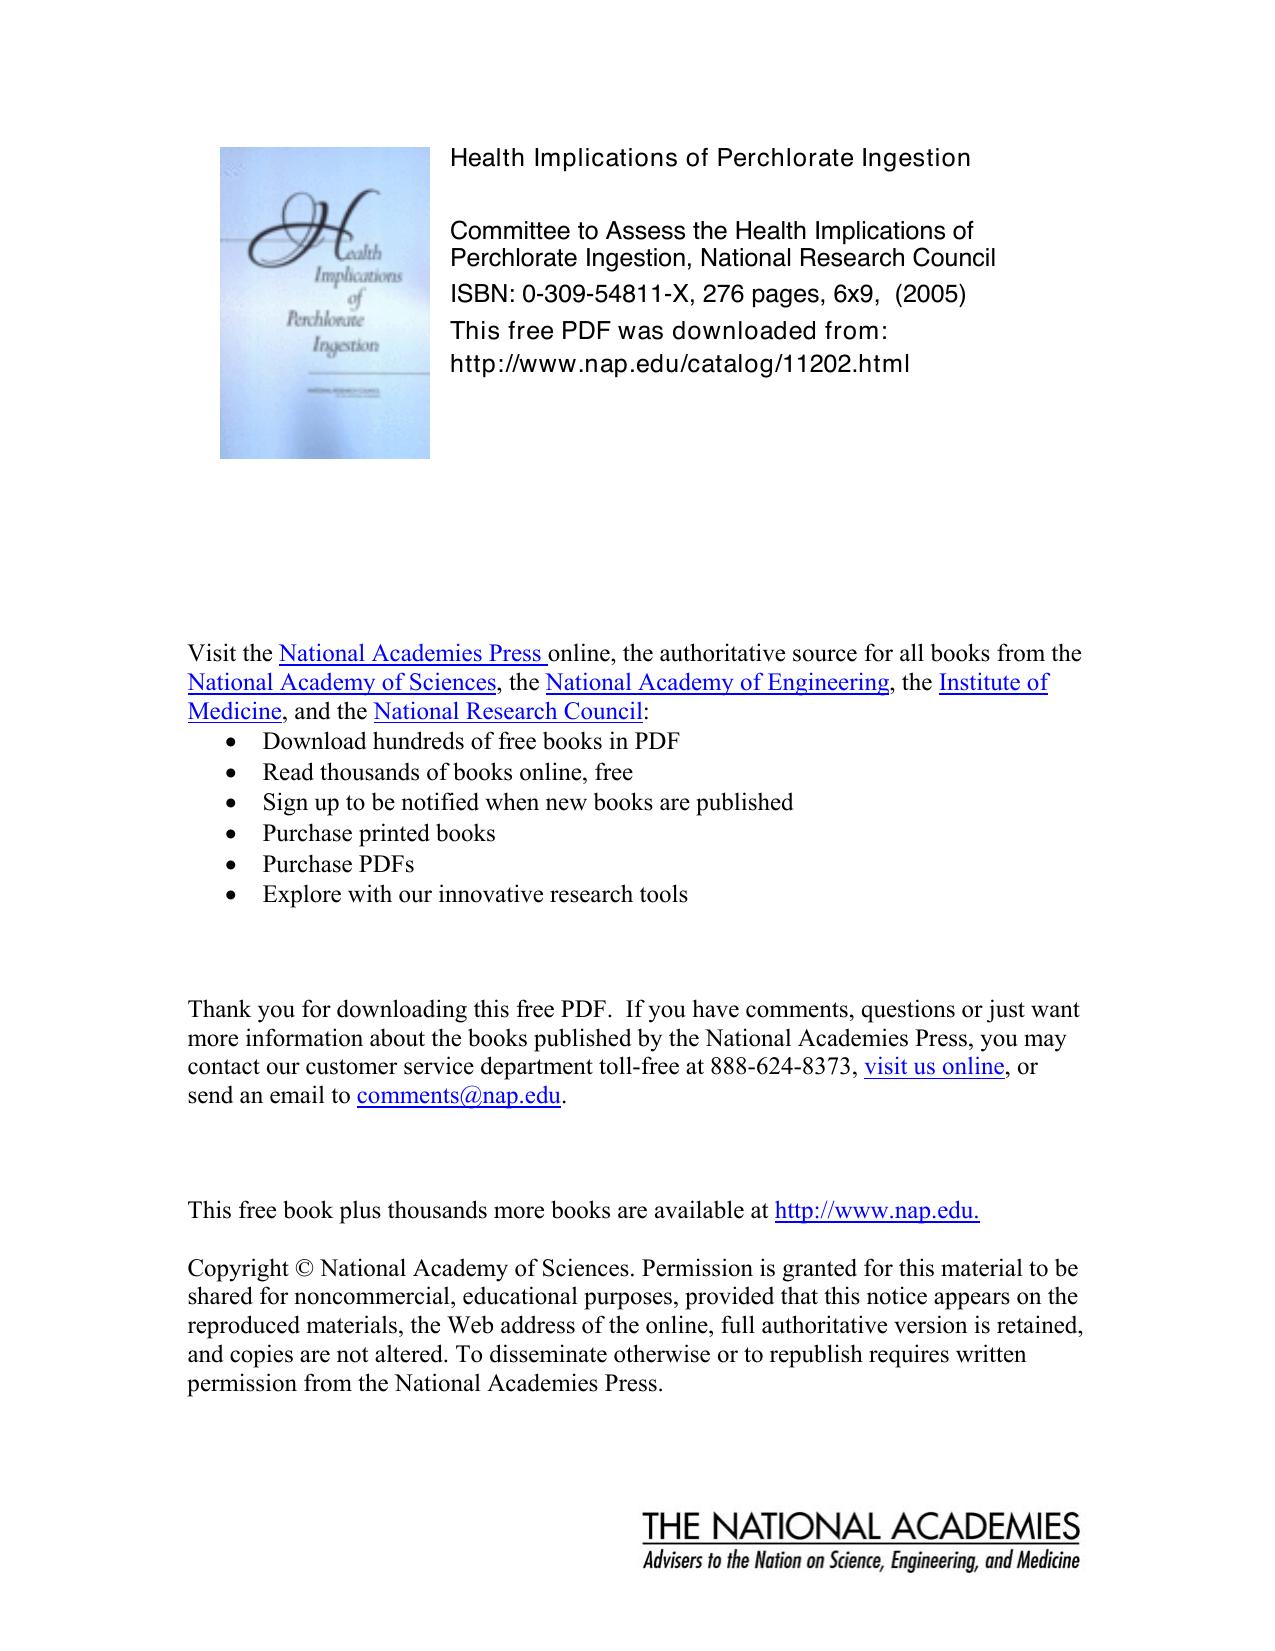 Health
Implications
of
Perchlorate
Ingestion
Health Implications of Perchlorate Ingestion
Committee to Assess the Health Implications of
Perchlorate Ingestion, National Research Council
ISBN: 0-309-54811-X, 276 pages, 6x9,  (2005)
This free PDF was downloaded from:
http://www.nap.edu/catalog/11202.html
Visit the National Academies Press online, the authoritative source for all books from the
National Academy of Sciences, the National Academy of Engineering, the Institute of
Medicine, and the National Research Council:
• Download hundreds of free books in PDF
• Read thousands of books online, free
• Sign up to be notified when new books are published
• Purchase printed books
• Purchase PDFs
• Explore with our innovative research tools
Thank you for downloading this free PDF.  If you have comments, questions or just want
more information about the books published by the National Academies Press, you may
contact our customer service department toll-free at 888-624-8373, visit us online, or
send an email to comments@nap.edu.
This free book plus thousands more books are available at http://www.nap.edu.
Copyright © National Academy of Sciences. Permission is granted for this material to be
shared for noncommercial, educational purposes, provided that this notice appears on the
reproduced materials, the Web address of the online, full authoritative version is retained,
and copies are not altered. To disseminate otherwise or to republish requires written
permission from the National Academies Press.
THE NATIONAL ACADEMIES
Advisers to the Nation on Science, Engineering, and Medicine